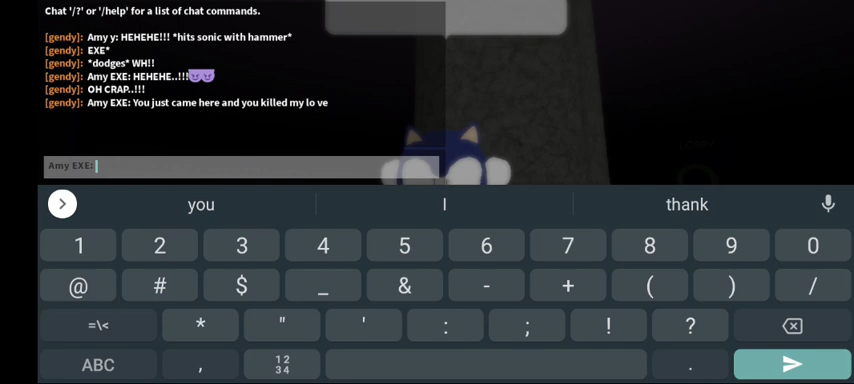 Chat '/?' or '/help' for a list of chat commands.
[gendy]: Amy y: HEHEHE!!! *hits sonic with hammer*
[gendy]: EXE*
[gendy]: *dodges* WH!!
[gendy]: Amy EXE: HEHEHE..!!!😈😈
[gendy]: OH CRAP..!!!
[gendy]: Amy EXE: You just came here and you killed my lo ve
LOBBY
Amy EXE:
you I thank
1 2 3 4 5 6 7 8 9 0
@ # $ _ & - + ( ) /
=\< * " ' : ; ! ?
ABC , 12 34 .